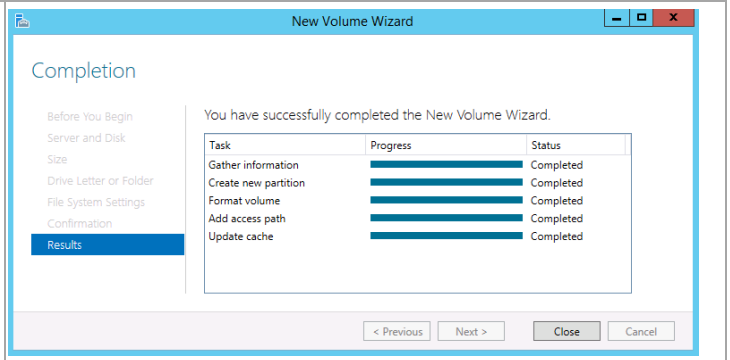 New Volume Wizard
Completion
Before You Begin
Server and Disk
Size
Drive Letter or Folder
File System Settings
Confirmation
Results
You have successfully completed the New Volume Wizard.
Task Progress Status
Gather information Completed
Create new partition Completed
Format volume Completed
Add access path Completed
Update cache Completed
< Previous Next > Close Cancel